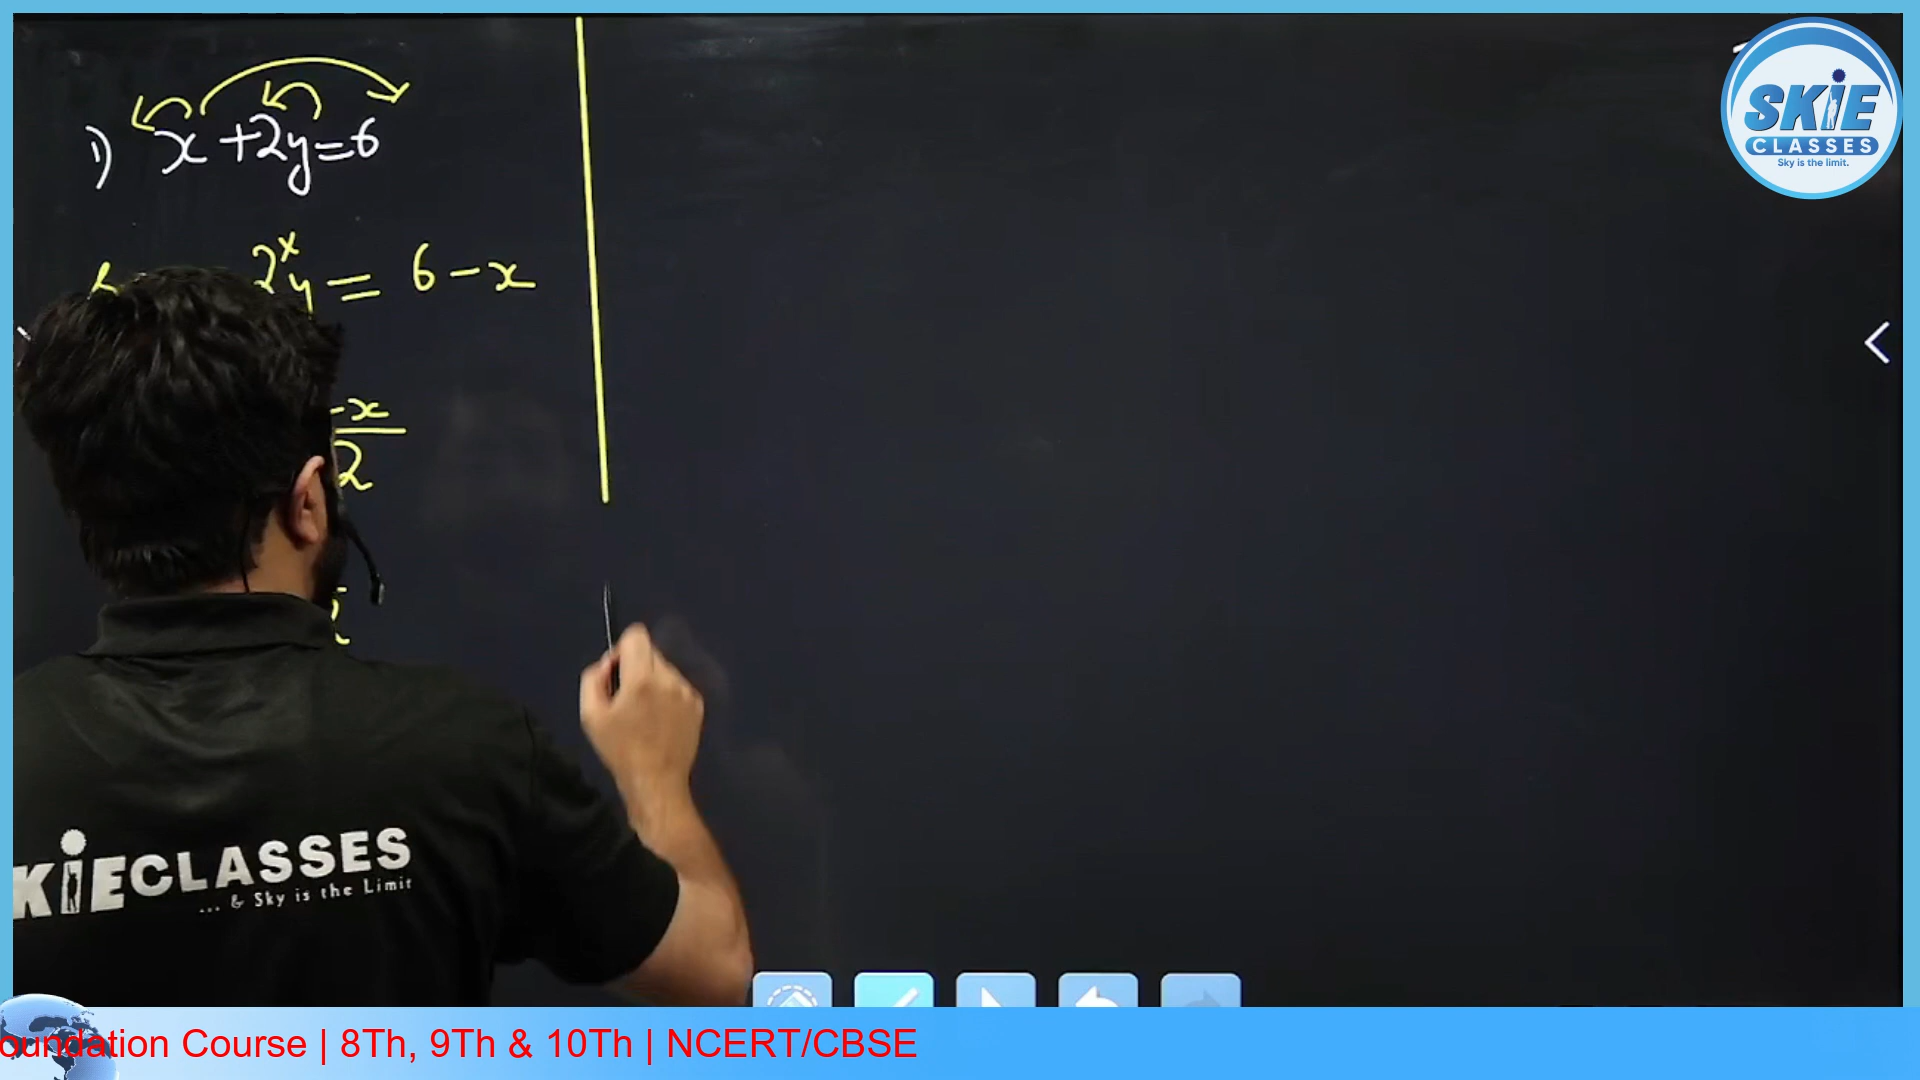 1) x + 2y = 6
2y = 6 - x
x
-x
2
SKiE
CLASSES
Sky is the limit.
KiECLASSES
... & Sky is the Limit
oundation Course | 8Th, 9Th & 10Th | NCERT/CBSE